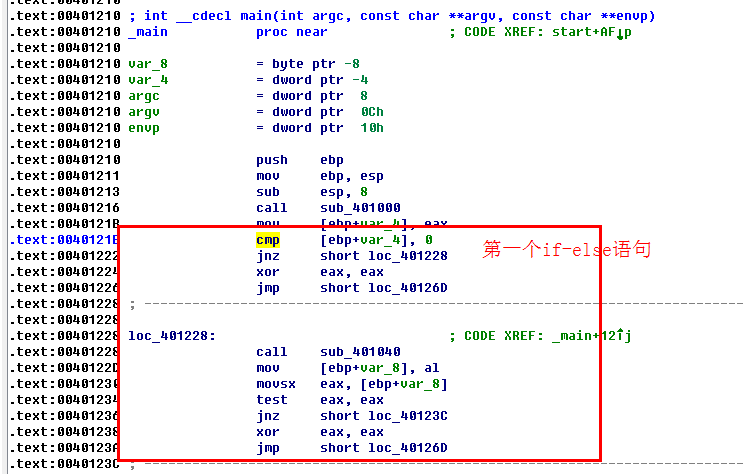 .text:00401210
.text:00401210 ; int __cdecl main(int argc, const char **argv, const char **envp)
.text:00401210 _main proc near ; CODE XREF: start+AF↓p
.text:00401210
.text:00401210 var_8 = byte ptr -8
.text:00401210 var_4 = dword ptr -4
.text:00401210 argc = dword ptr 8
.text:00401210 argv = dword ptr 0Ch
.text:00401210 envp = dword ptr 10h
.text:00401210
.text:00401210 push ebp
.text:00401211 mov ebp, esp
.text:00401213 sub esp, 8
.text:00401216 call sub_401000
.text:0040121B mov [ebp+var_4], eax
.text:0040121E cmp [ebp+var_4], 0
第一个if-else语句
.text:00401222 jnz short loc_401228
.text:00401224 xor eax, eax
.text:00401226 jmp short loc_40126D
.text:00401228 ; ---------------------------------------------------------------------------
.text:00401228
.text:00401228 loc_401228: ; CODE XREF: _main+12↑j
.text:00401228 call sub_401040
.text:0040122D mov [ebp+var_8], al
.text:00401230 movsx eax, [ebp+var_8]
.text:00401234 test eax, eax
.text:00401236 jnz short loc_40123C
.text:00401238 xor eax, eax
.text:0040123A jmp short loc_40126D
.text:0040123C ; ---------------------------------------------------------------------------